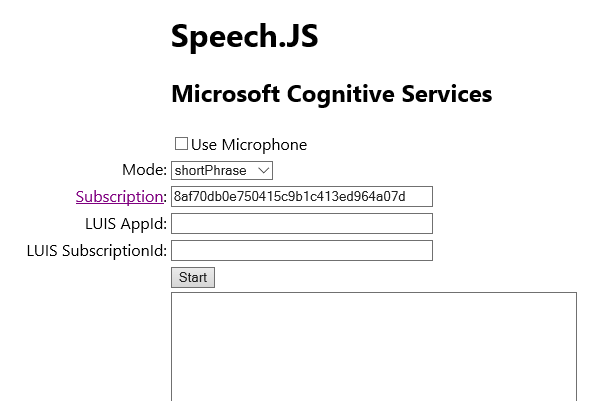 Speech.JS
Microsoft Cognitive Services
Use Microphone
Mode: shortPhrase
Subscription: 8af70db0e750415c9b1c413ed964a07d
LUIS AppId:
LUIS SubscriptionId:
Start